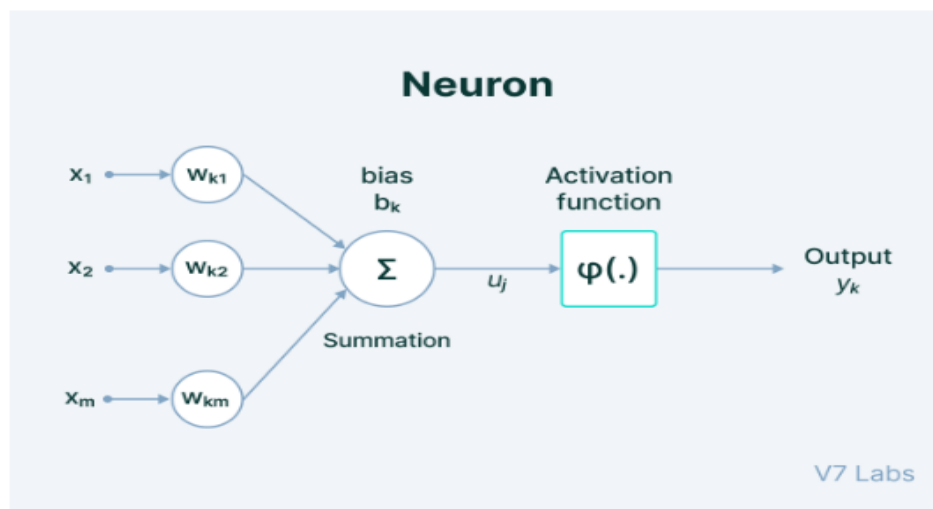 Neuron
x₁
wₖ₁
bias
bₖ
Activation
function
x₂
wₖ₂
Σ
uⱼ
φ(.)
Output
yₖ
Summation
xₘ
wₖₘ
V7 Labs